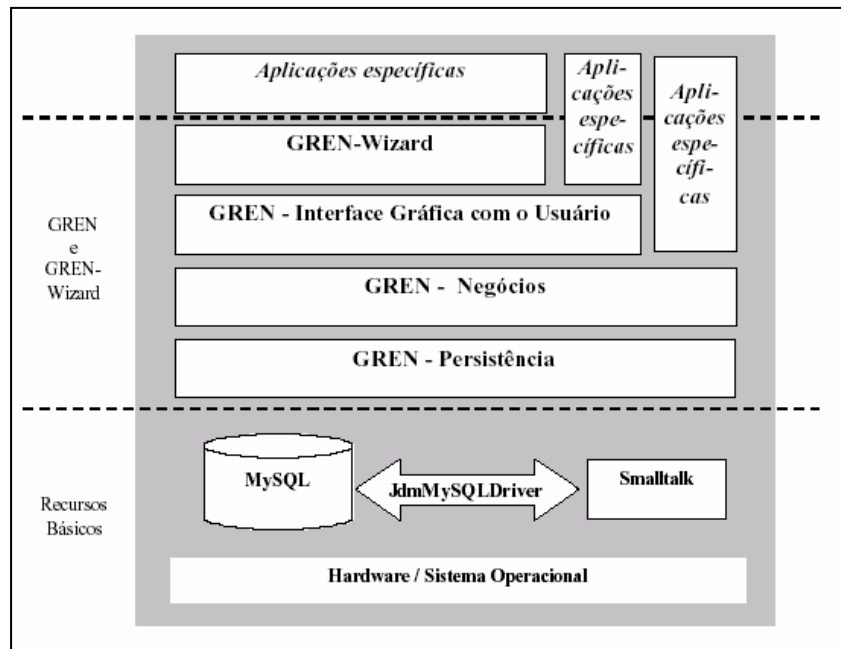 Aplicações específicas
Apli-
cações
espe-
cíficas
Apli-
cações
espe-
cífi-
cas
GREN-Wizard
GREN - Interface Gráfica com o Usuário
GREN
e
GREN-
Wizard
GREN - Negócios
GREN - Persistência
MySQL
JdmMySQLDriver
Smalltalk
Recursos
Básicos
Hardware / Sistema Operacional